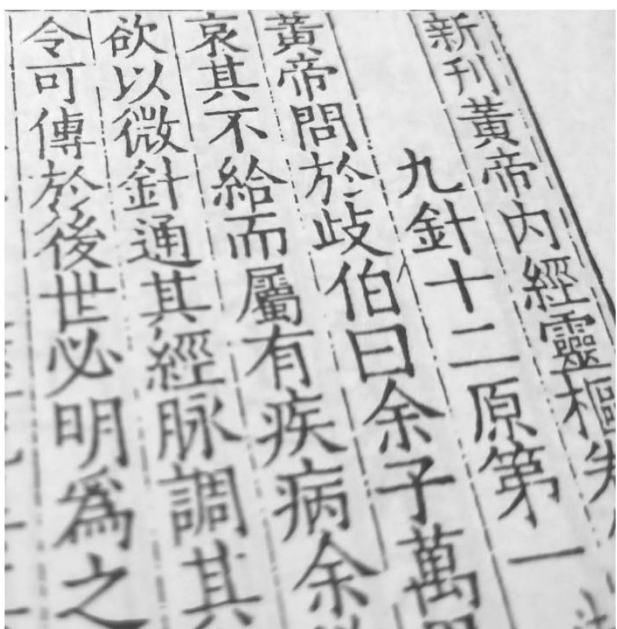 新刊黃帝內經靈樞
九針十二原第一
黃帝問於歧伯曰余子萬
哀其不給而屬有疾病余
欲以微針通其經脉調其
令可傳於後世必明爲之